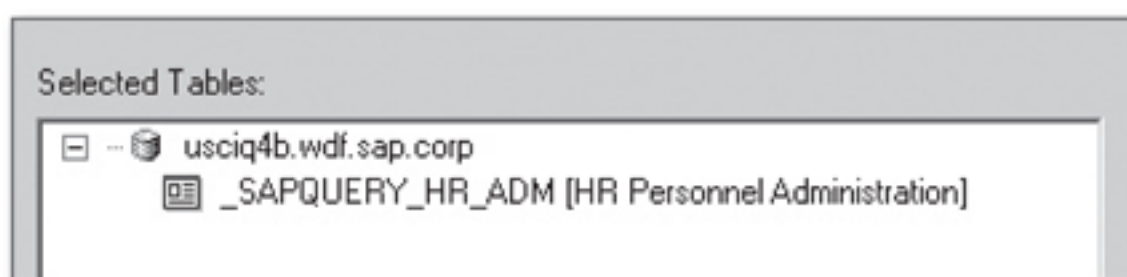 Selected Tables:
usciq4b.wdf.sap.corp
_SAPQUERY_HR_ADM [HR Personnel Administration]